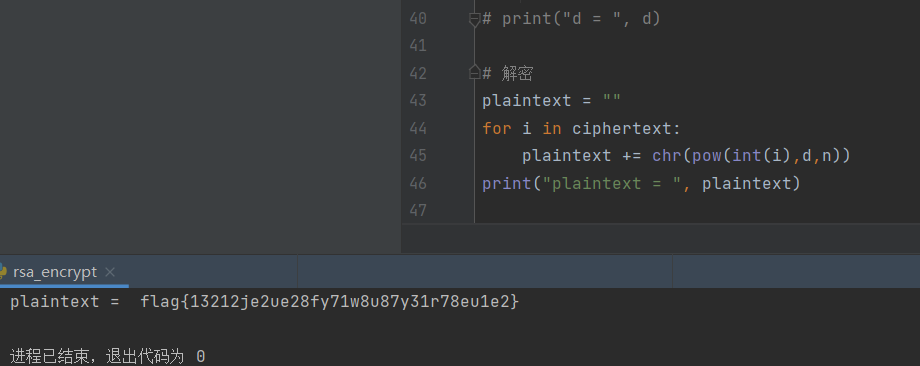 40 # print("d = ", d)
41
42 # 解密
43 plaintext = ""
44 for i in ciphertext:
45 plaintext += chr(pow(int(i),d,n))
46 print("plaintext = ", plaintext)
47
rsa_encrypt ×
plaintext =  flag{13212je2ue28fy71w8u87y31r78eu1e2}
进程已结束,退出代码为 0